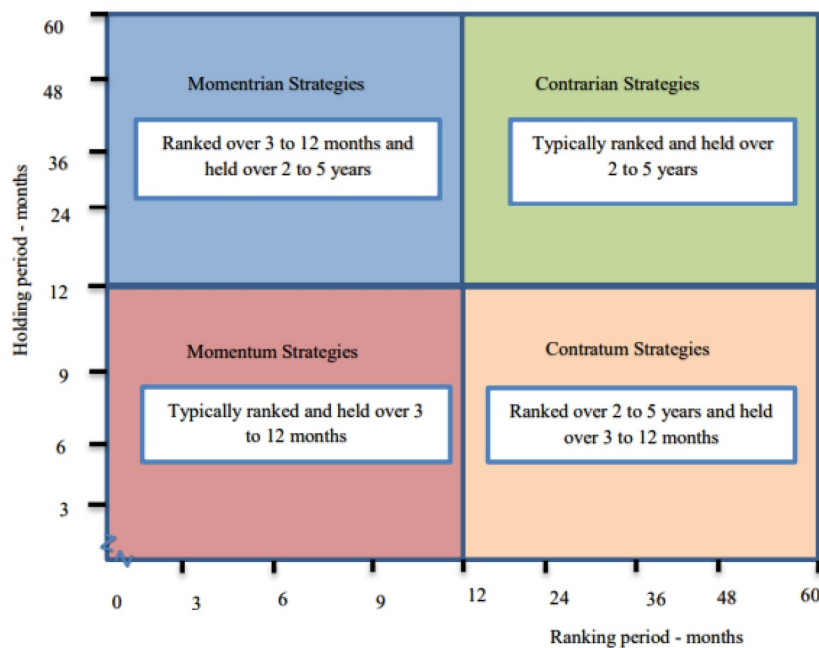 60
48
36
24
12
9
6
3
Holding period - months
Momentrian Strategies
Ranked over 3 to 12 months and
held over 2 to 5 years
Contrarian Strategies
Typically ranked and held over
2 to 5 years
Momentum Strategies
Typically ranked and held over 3
to 12 months
Contratum Strategies
Ranked over 2 to 5 years and held
over 3 to 12 months
0 3 6 9 12 24 36 48 60
Ranking period - months